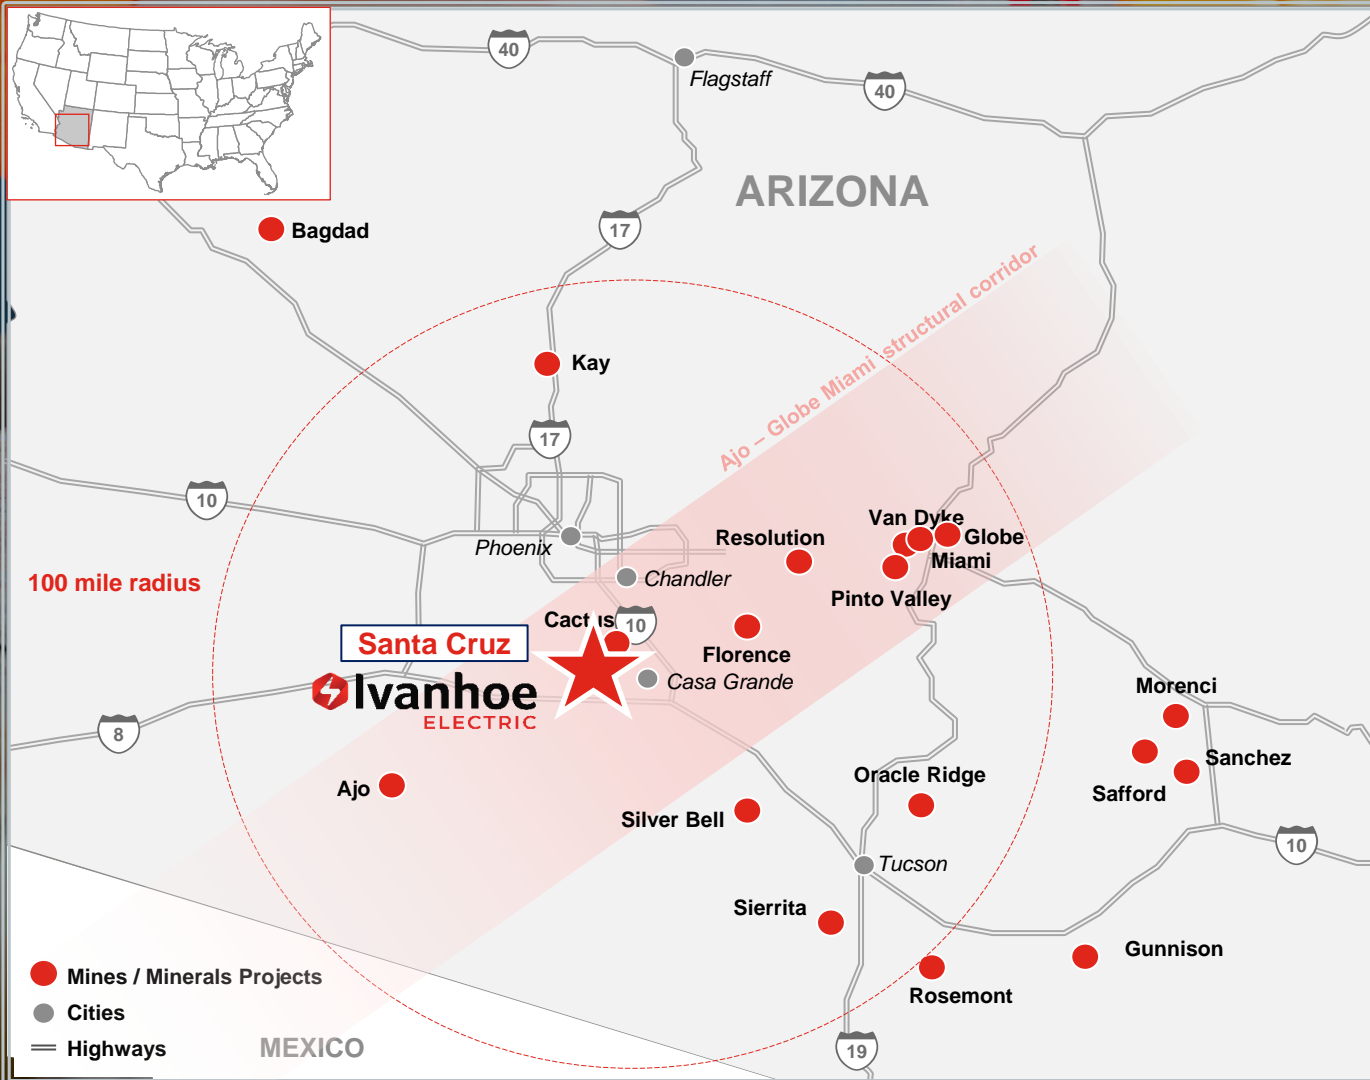 40
Flagstaff
40
ARIZONA
17
Bagdad
Ajo – Globe Miami structural corridor
Kay
17
10
Van Dyke
Resolution
Globe
Phoenix
Miami
Chandler
100 mile radius
Pinto Valley
Cactus
10
Santa Cruz
Florence
Ivanhoe
ELECTRIC
Casa Grande
Morenci
8
Sanchez
Oracle Ridge
Ajo
Safford
Silver Bell
10
Tucson
Sierrita
Gunnison
Mines / Minerals Projects
Rosemont
Cities
Highways
MEXICO
19